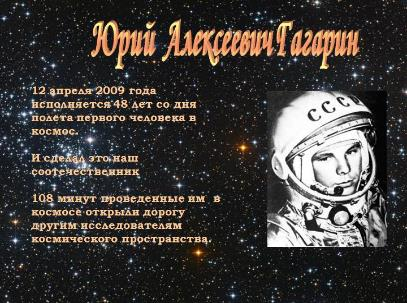 Юрий Алексеевич Гагарин
12 апреля 2009 года
исполняется 48 лет со дня
полета первого человека в
космос.
И сделал это наш
соотечественник
108 минут проведенные им в
космосе открыли дорогу
другим исследователям
космического пространства.
СССР